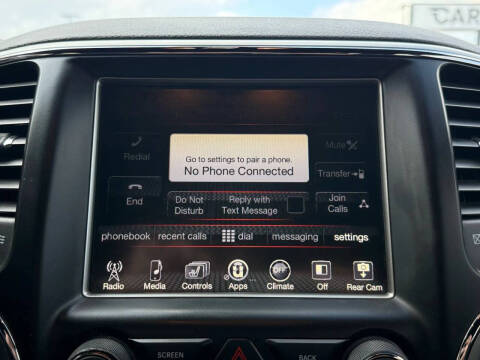 CAR
Go to settings to pair a phone.
No Phone Connected
Redial
Mute
Transfer
End
Do Not
Disturb
Reply with
Text Message
Join
Calls
phonebook recent calls dial messaging settings
OFF
Radio Media Controls Apps Climate Off Rear Cam
SCREEN BACK